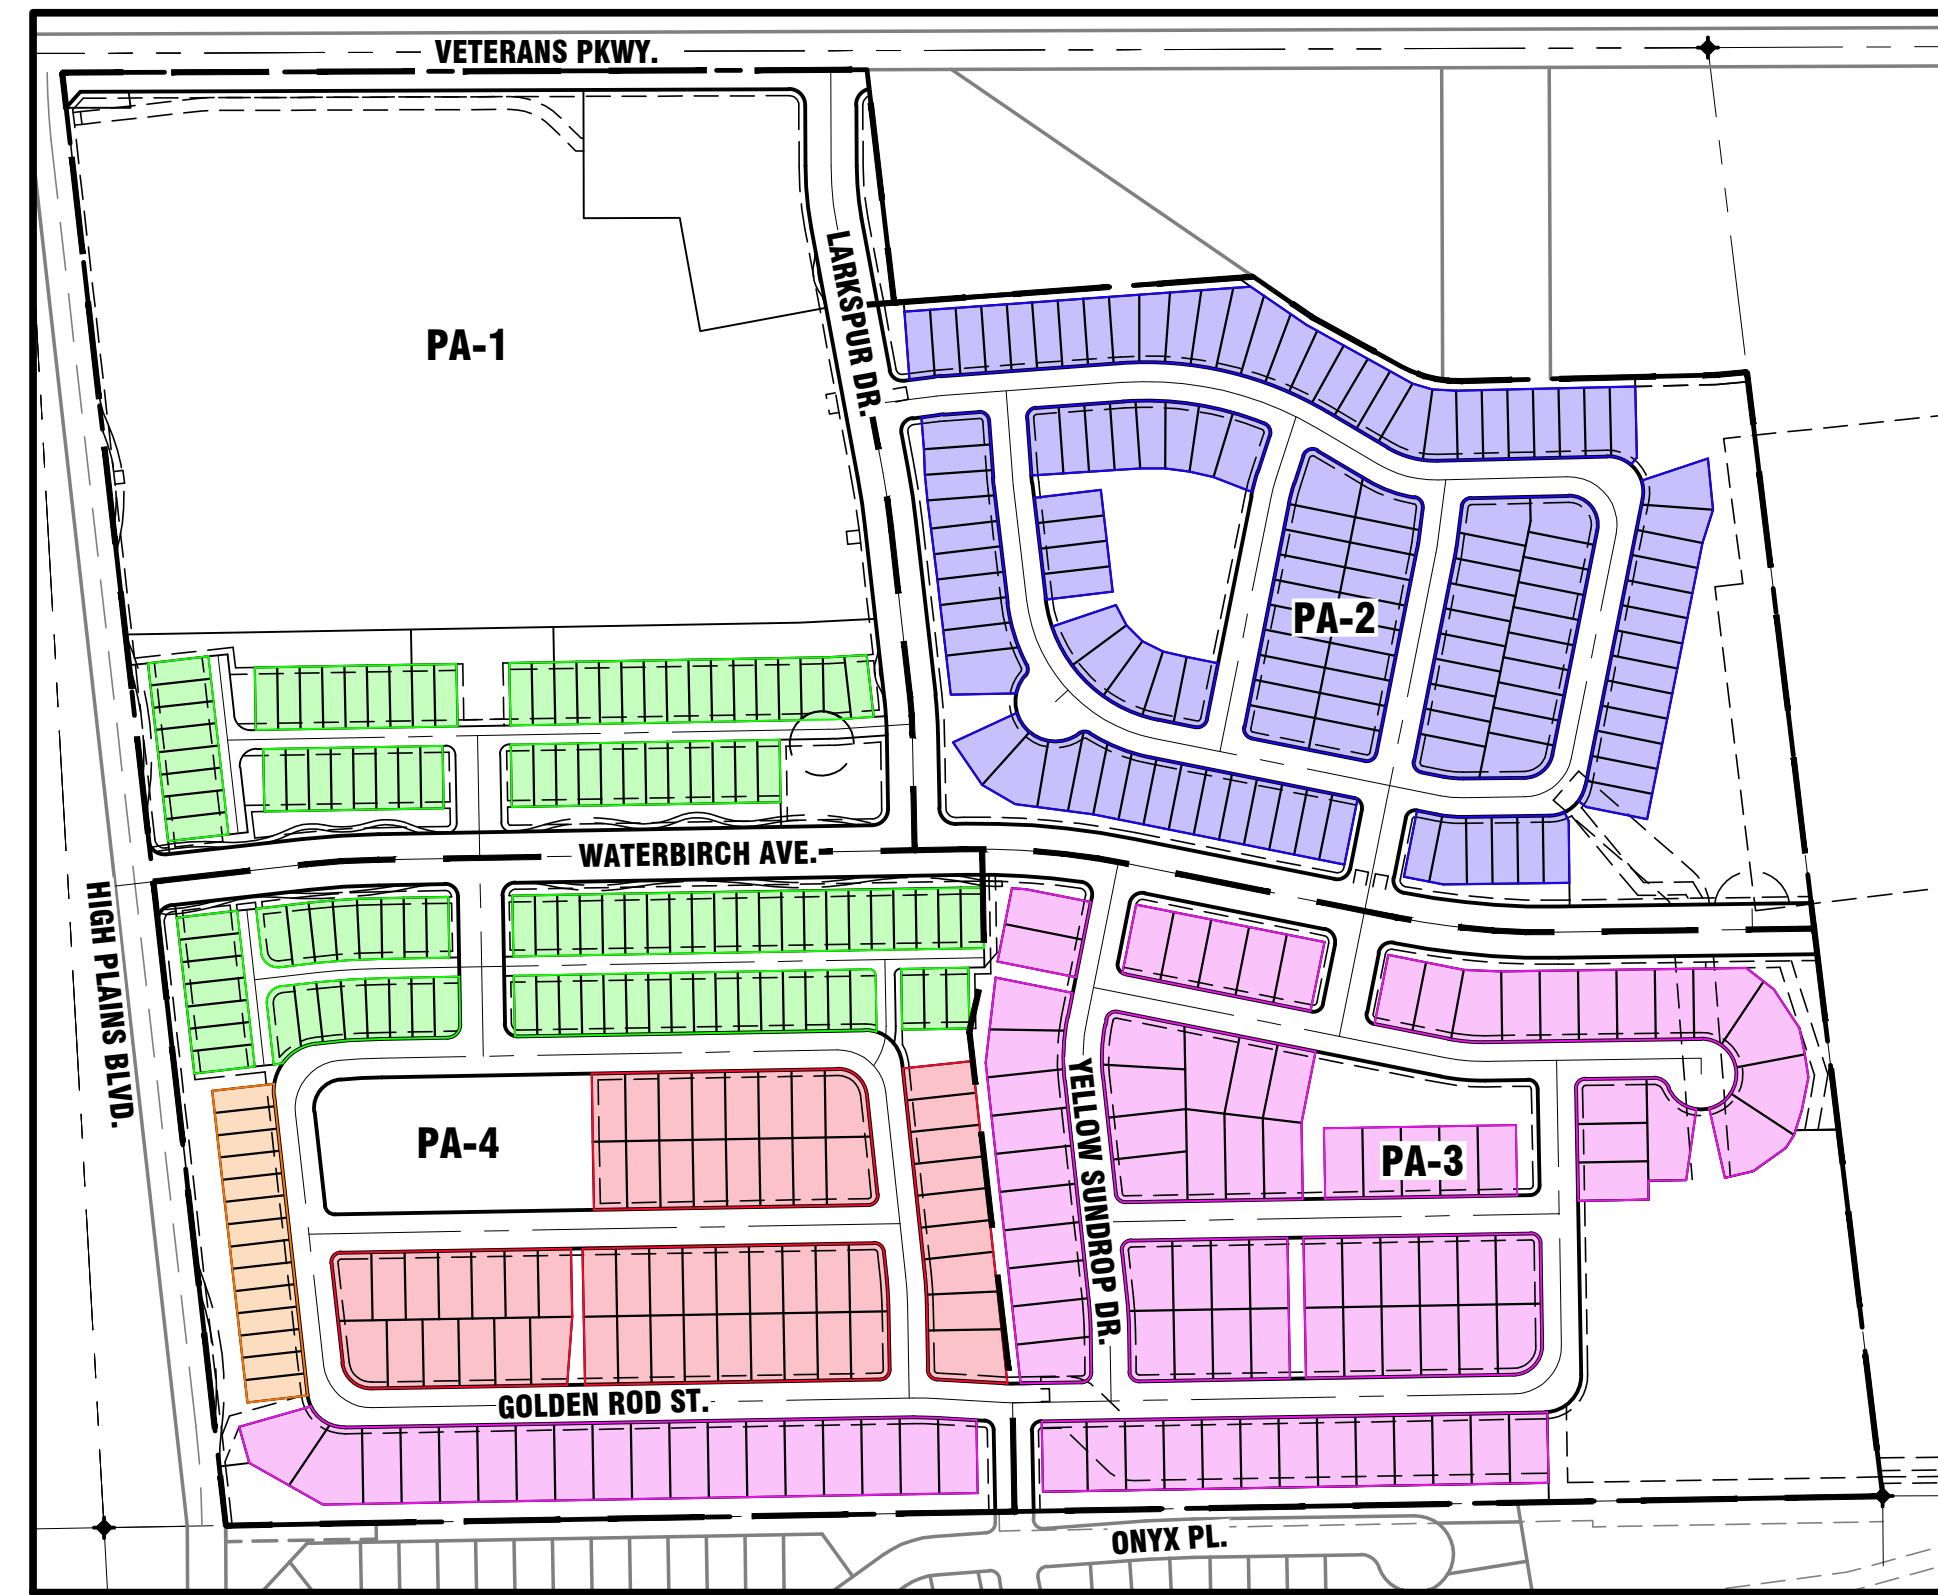 VETERANS PKWY.
LARKSPUR DR.
PA-1
PA-2
WATERBIRCH AVE.
HIGH PLAINS BLVD.
YELLOW SUNDROP DR.
PA-4
PA-3
GOLDEN ROD ST.
ONYX PL.